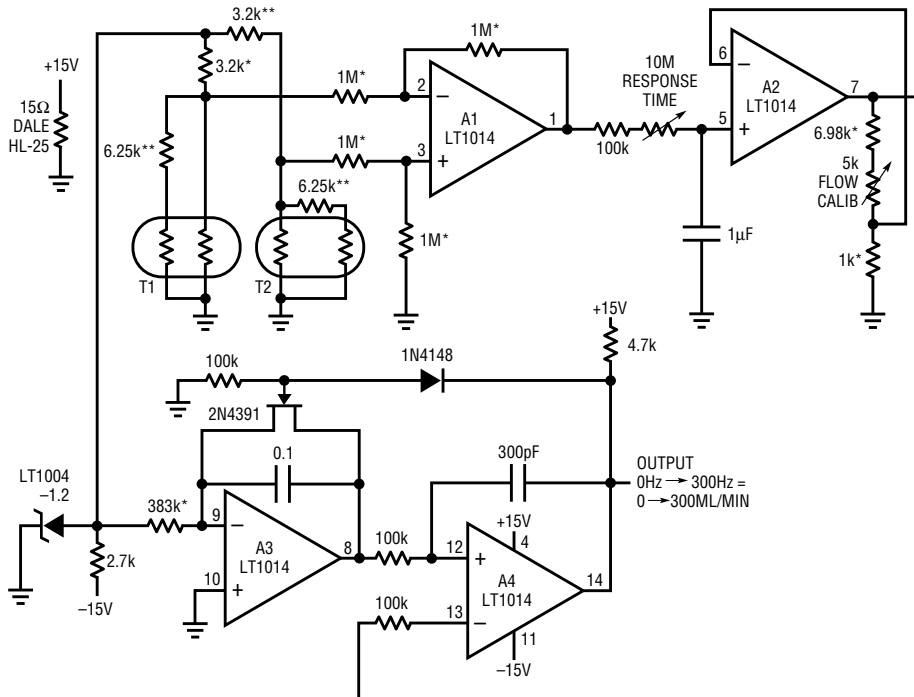 3.2k**
3.2k*
+15V
15Ω
DALE
HL-25
6.25k**
T1
6.25k**
T2
1M*
1M*
1M*
1M*
2
3
1
A1
LT1014
10M
RESPONSE
TIME
100k
1µF
6
5
7
A2
LT1014
6.98k*
5k
FLOW
CALIB
1k*
100k
1N4148
2N4391
+15V
4.7k
LT1004
–1.2
383k*
2.7k
–15V
0.1
9
10
8
A3
LT1014
100k
300pF
12
13
+15V
4
A4
LT1014
14
11
–15V
100k
OUTPUT
0Hz → 300Hz =
0 → 300ML/MIN